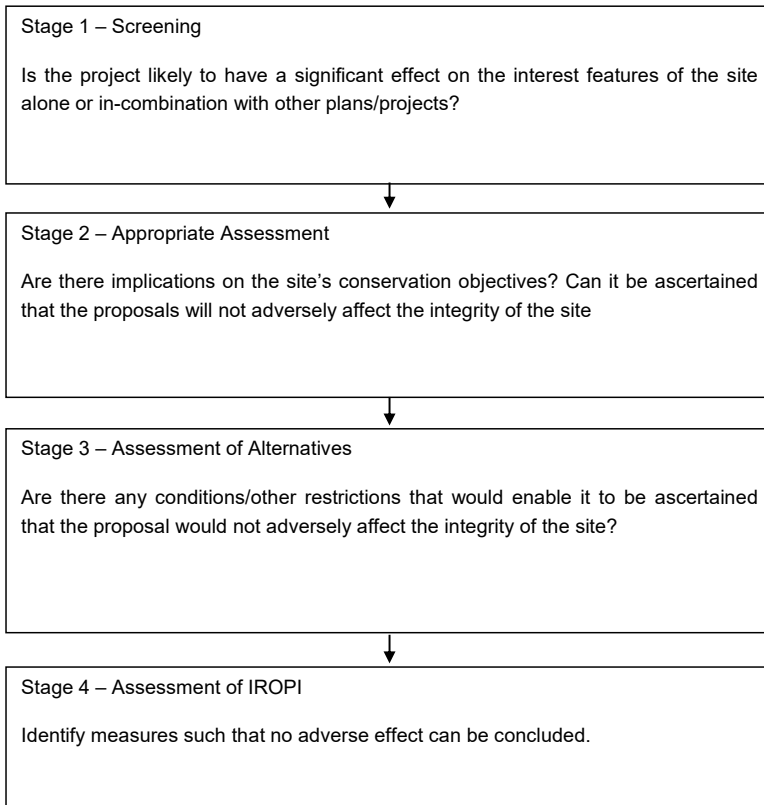 Stage 1 – Screening
Is the project likely to have a significant effect on the interest features of the site
alone or in-combination with other plans/projects?
Stage 2 – Appropriate Assessment
Are there implications on the site’s conservation objectives? Can it be ascertained
that the proposals will not adversely affect the integrity of the site
Stage 3 – Assessment of Alternatives
Are there any conditions/other restrictions that would enable it to be ascertained
that the proposal would not adversely affect the integrity of the site?
Stage 4 – Assessment of IROPI
Identify measures such that no adverse effect can be concluded.